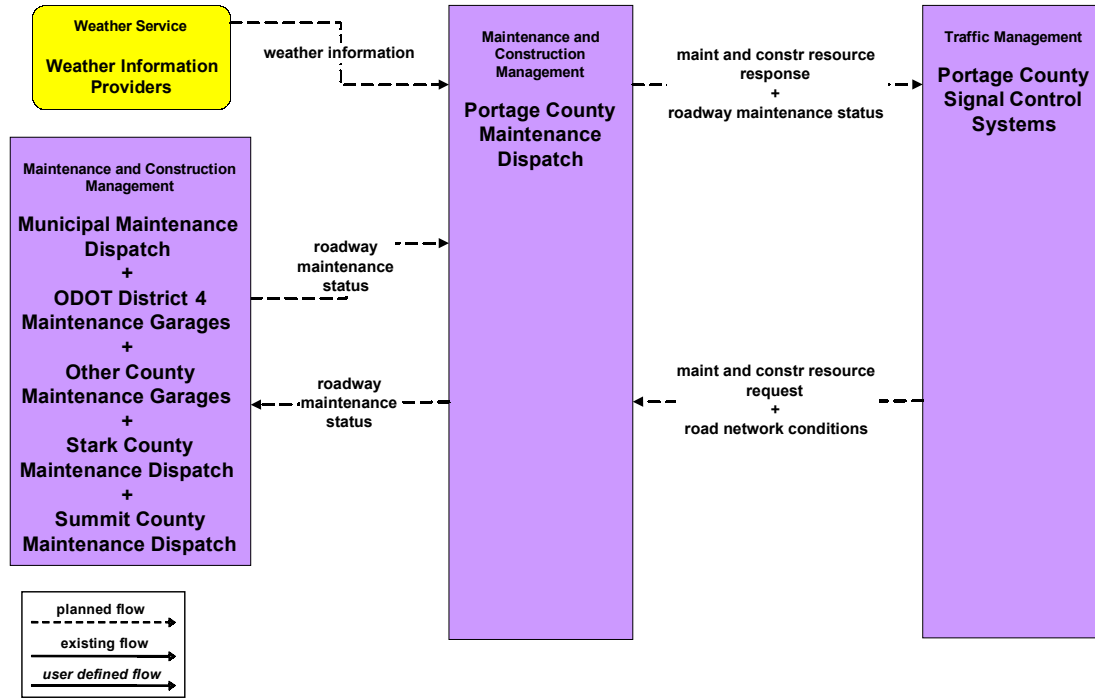 Weather Service
Weather Information
Providers
weather information
Maintenance and Construction
Management
Municipal Maintenance
Dispatch
+
ODOT District 4
Maintenance Garages
+
Other County
Maintenance Garages
+
Stark County
Maintenance Dispatch
+
Summit County
Maintenance Dispatch
roadway
maintenance
status
roadway
maintenance
status
Maintenance and
Construction
Management
Portage County
Maintenance
Dispatch
maint and constr resource
response
+
roadway maintenance status
maint and constr resource
request
+
road network conditions
Traffic Management
Portage County
Signal Control
Systems
planned flow
existing flow
user defined flow